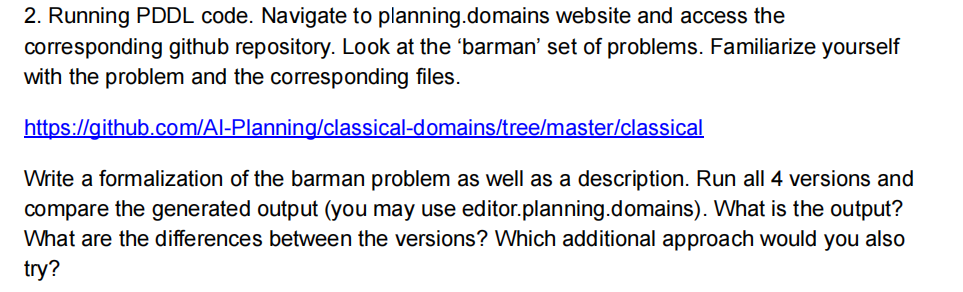 2. Running PDDL code. Navigate to planning.domains website and access the
corresponding github repository. Look at the ‘barman’ set of problems. Familiarize yourself
with the problem and the corresponding files.
https://github.com/AI-Planning/classical-domains/tree/master/classical
Write a formalization of the barman problem as well as a description. Run all 4 versions and
compare the generated output (you may use editor.planning.domains). What is the output?
What are the differences between the versions? Which additional approach would you also
try?